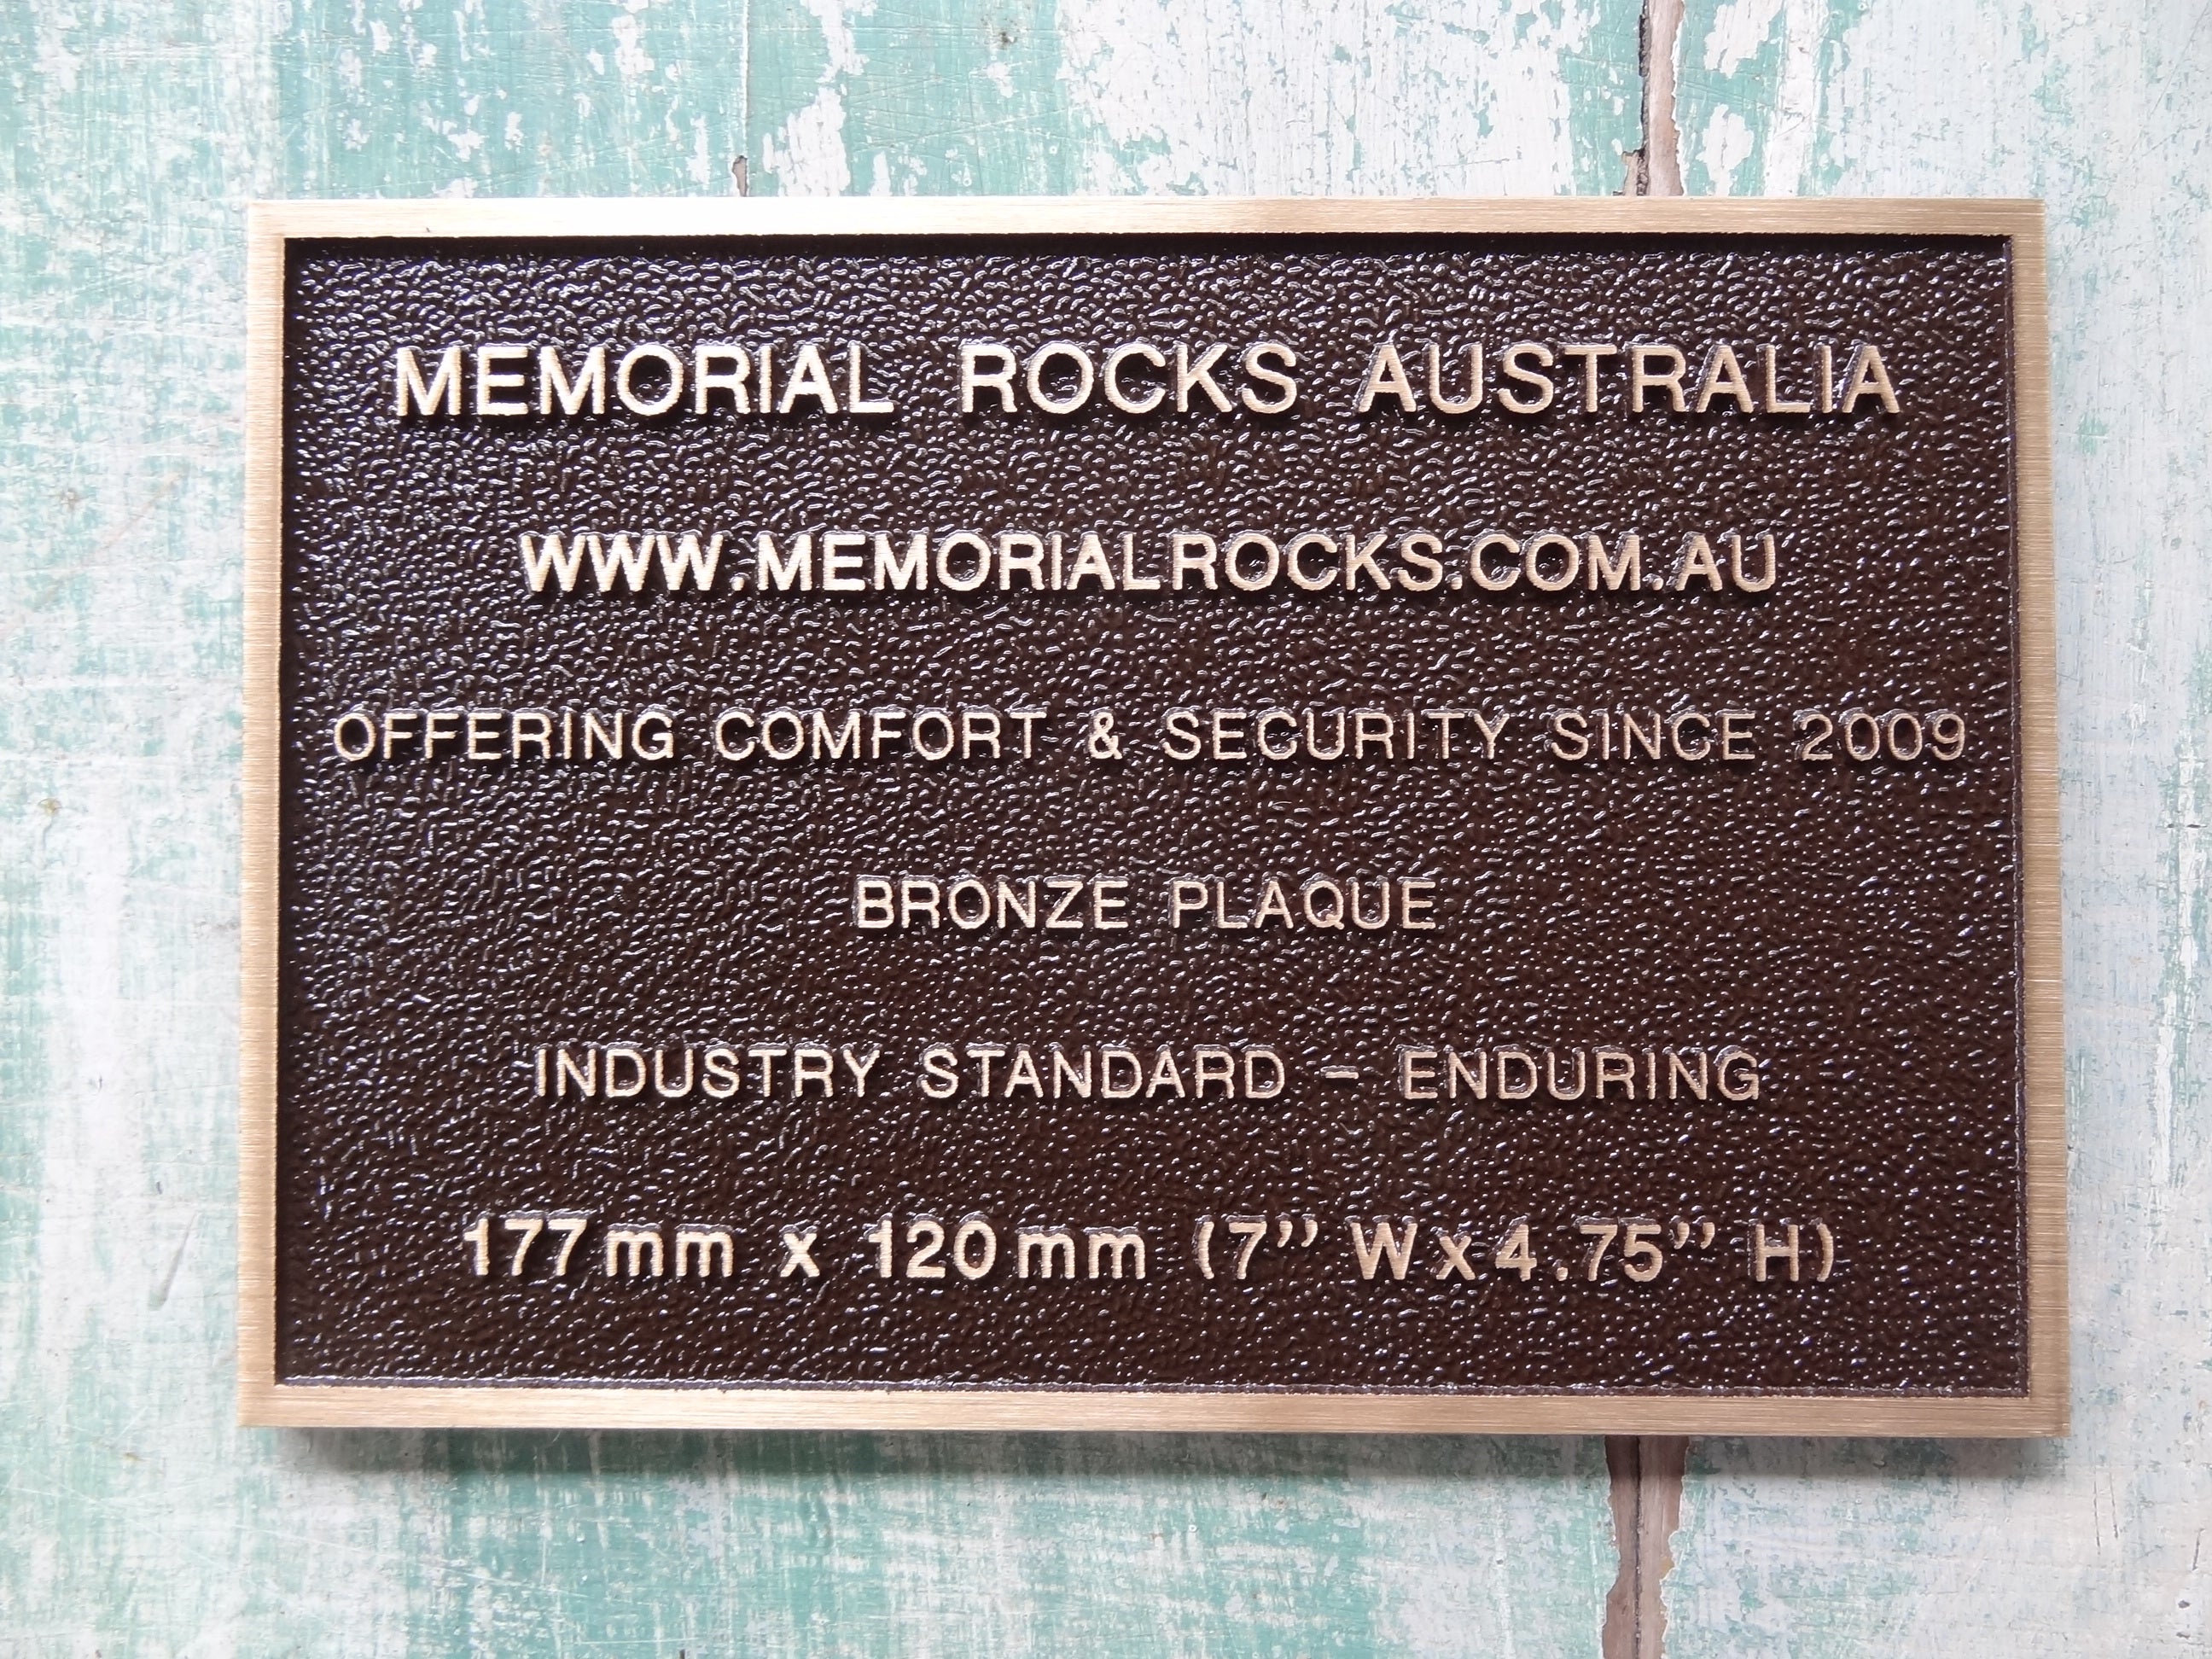 MEMORIAL ROCKS AUSTRALIA
WWW.MEMORIALROCKS.COM.AU
OFFERING COMFORT & SECURITY SINCE 2009
BRONZE PLAQUE
INDUSTRY STANDARD – ENDURING
177mm x 120mm (7” W x 4.75” H)